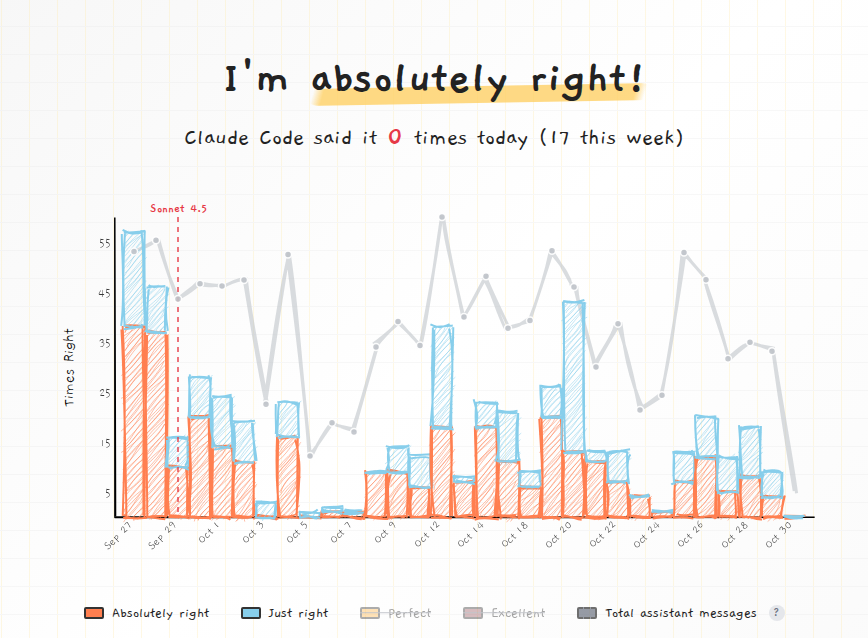 I'm absolutely right!
Claude Code said it 0 times today (17 this week)
Sonnet 4.5
55
45
35
25
15
5
Times Right
Sep 27
Sep 29
Oct 1
Oct 3
Oct 5
Oct 7
Oct 9
Oct 12
Oct 14
Oct 18
Oct 20
Oct 22
Oct 24
Oct 26
Oct 28
Oct 30
Absolutely right
Just right
Perfect
Excellent
Total assistant messages
?